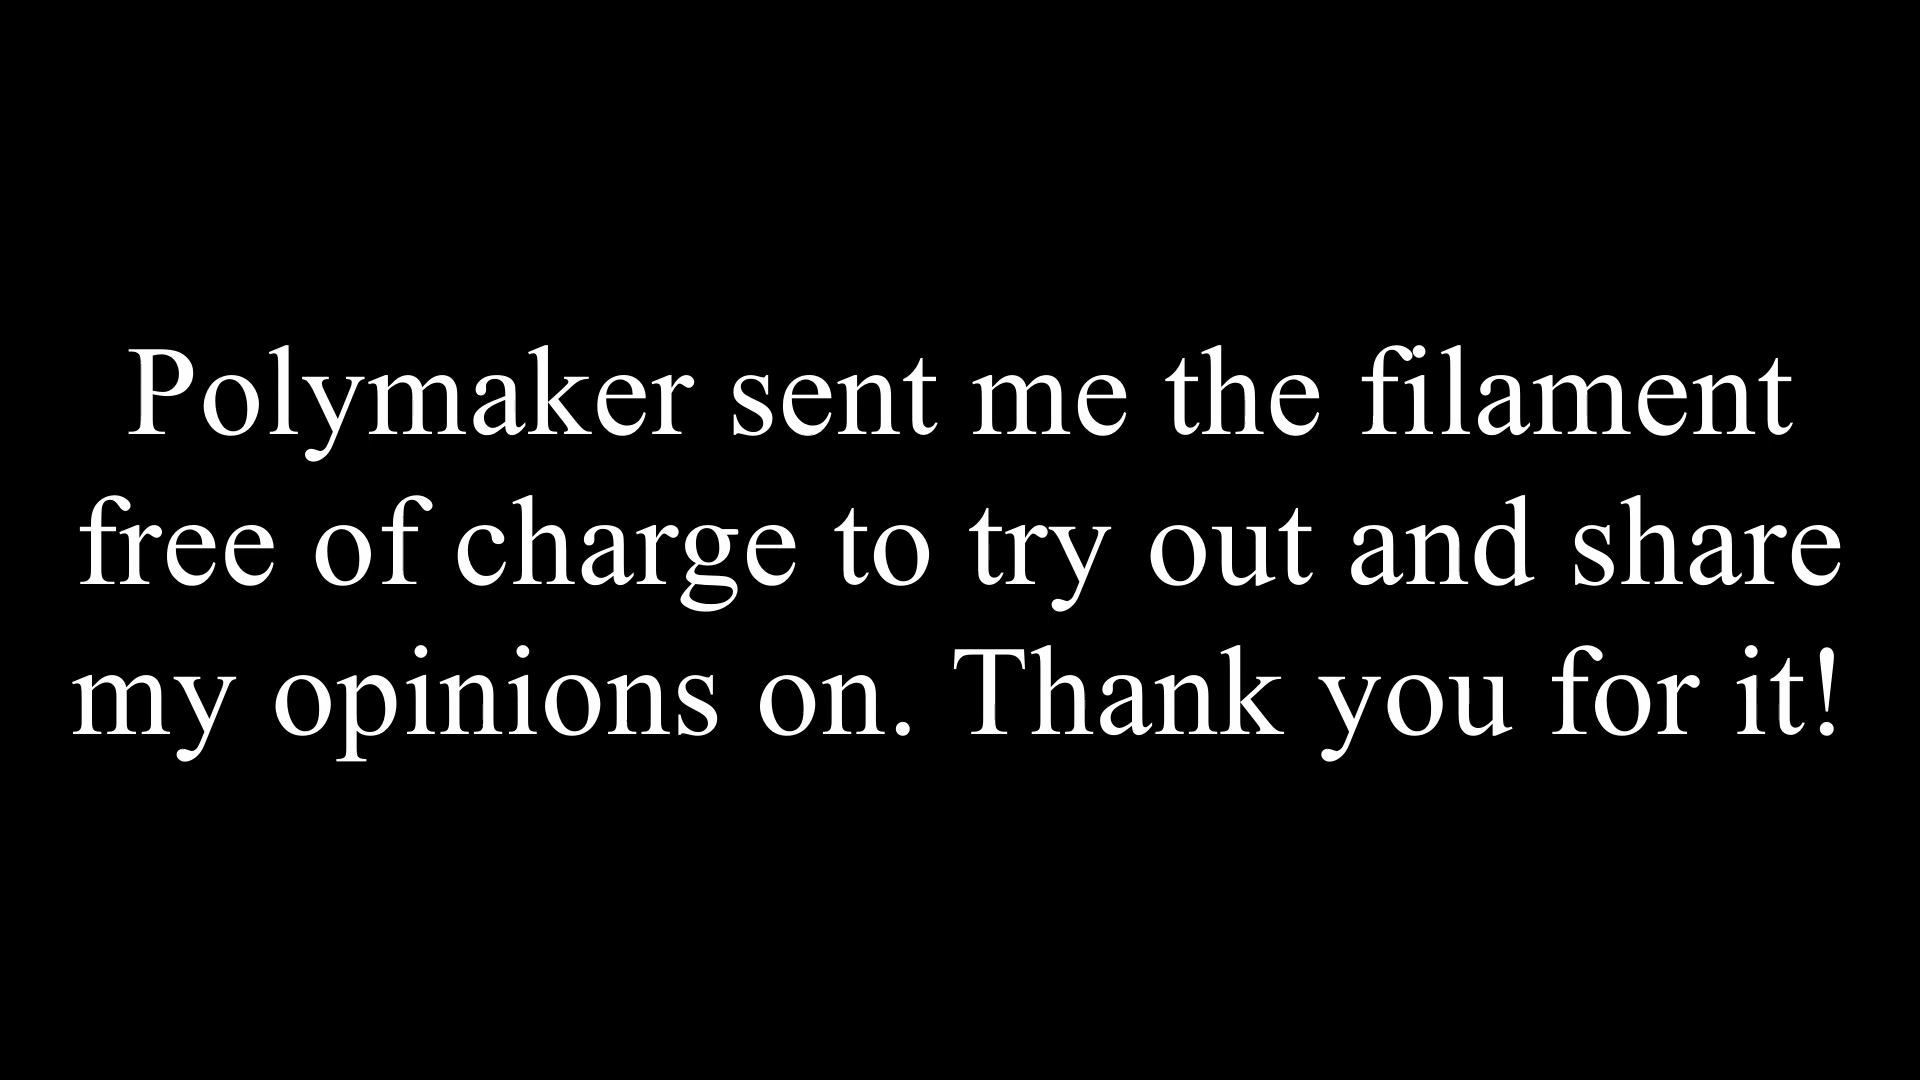 Polymaker sent me the filament
free of charge to try out and share
my opinions on. Thank you for it!